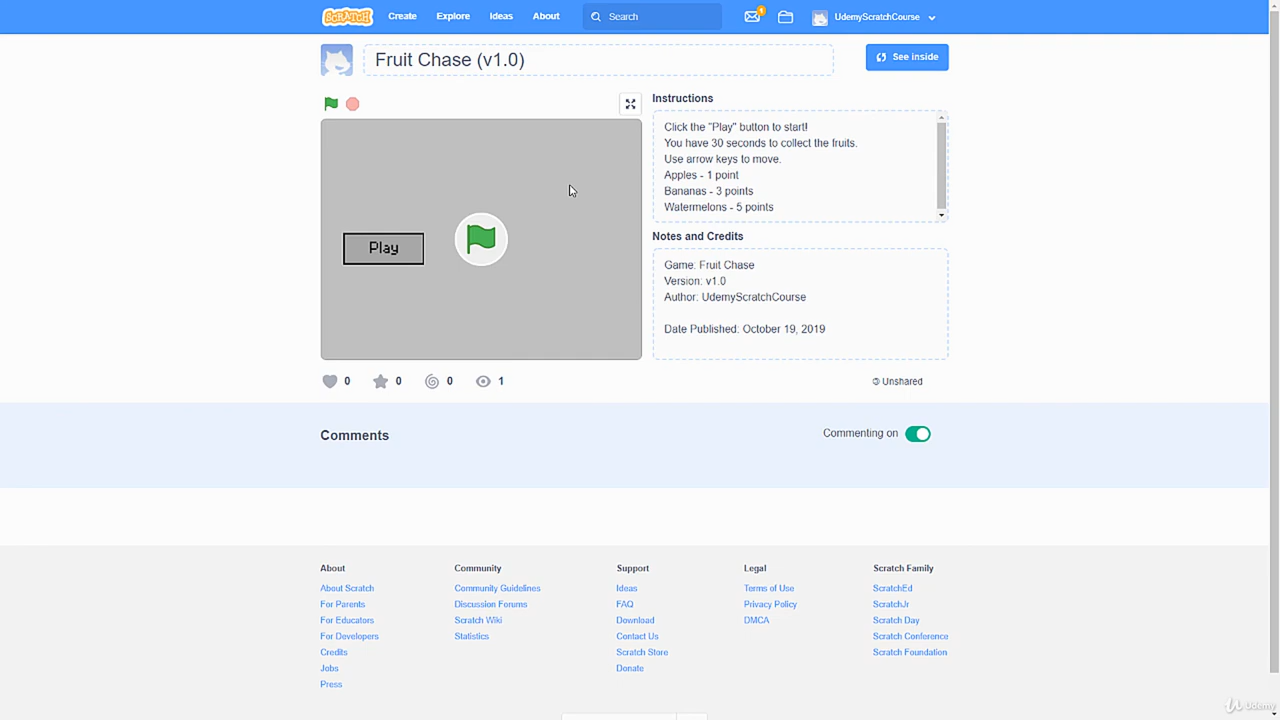 SCRATCH Create Explore Ideas About Search 1 UdemyScratchCourse
Fruit Chase (v1.0)
See inside
Instructions
Click the "Play" button to start!
You have 30 seconds to collect the fruits.
Use arrow keys to move.
Apples - 1 point
Bananas - 3 points
Watermelons - 5 points
Play
Notes and Credits
Game: Fruit Chase
Version: v1.0
Author: UdemyScratchCourse
Date Published: October 19, 2019
0 0 0 1
Unshared
Comments
Commenting on
About
About Scratch
For Parents
For Educators
For Developers
Credits
Jobs
Press
Community
Community Guidelines
Discussion Forums
Scratch Wiki
Statistics
Support
Ideas
FAQ
Download
Contact Us
Scratch Store
Donate
Legal
Terms of Use
Privacy Policy
DMCA
Scratch Family
ScratchEd
ScratchJr
Scratch Day
Scratch Conference
Scratch Foundation
Udemy